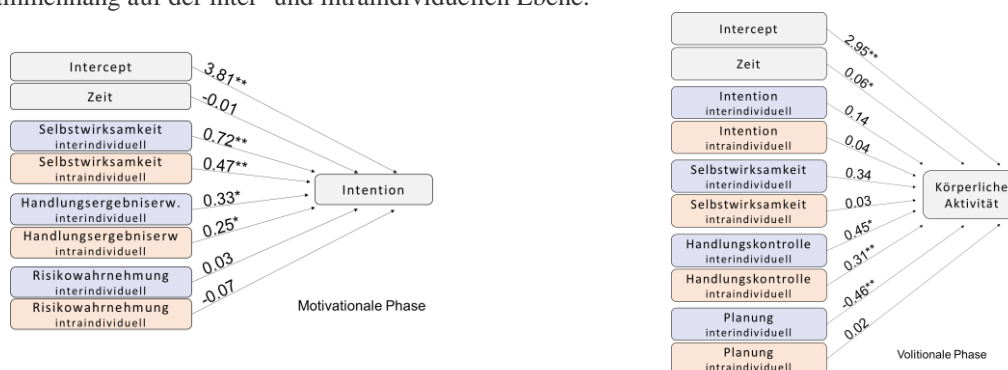 ammenhang auf der inter- und intraindividuellen Ebene.
Intercept
3.81**
Zeit
-0.01
Selbstwirksamkeit
interindividuell
0.72**
Selbstwirksamkeit
intraindividuell
0.47**
Handlungsergebniserw.
interindividuell
0.33*
Handlungsergebniserw
intraindividuell
0.25*
Risikowahrnehmung
interindividuell
0.03
Risikowahrnehmung
intraindividuell
-0.07
Intention
Motivationale Phase
Intercept
2.95**
Zeit
0.06*
Intention
interindividuell
0.14
Intention
intraindividuell
0.04
Selbstwirksamkeit
interindividuell
0.34
Selbstwirksamkeit
intraindividuell
0.03
Handlungskontrolle
interindividuell
0.45*
Handlungskontrolle
intraindividuell
0.31**
Planung
interindividuell
-0.46**
Planung
intraindividuell
0.02
Körperliche
Aktivität
Volitionale Phase